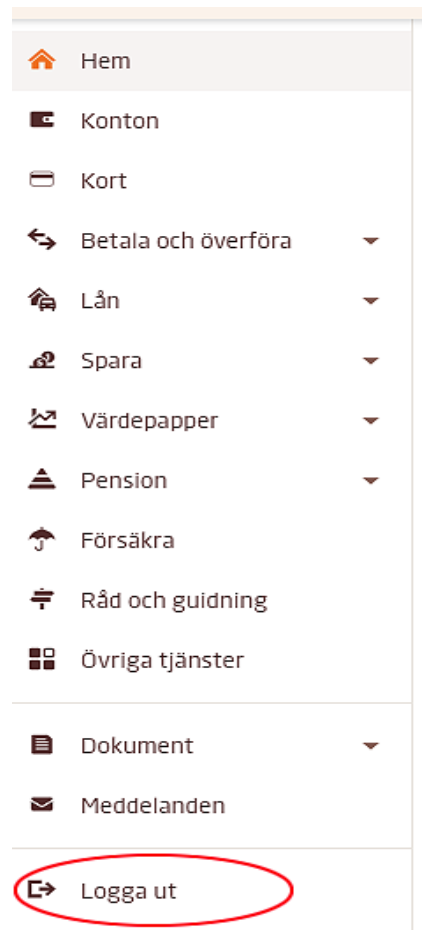 Hem
Konton
Kort
Betala och överföra
Lån
Spara
Värdepapper
Pension
Försäkra
Råd och guidning
Övriga tjänster
Dokument
Meddelanden
Logga ut